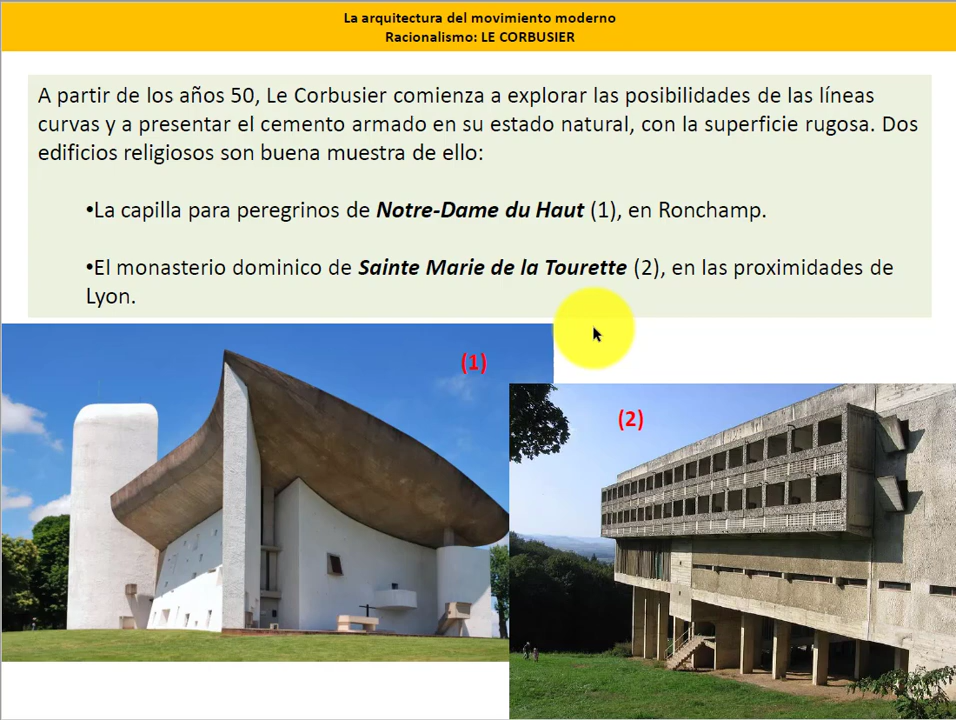 La arquitectura del movimiento moderno
Racionalismo: LE CORBUSIER
A partir de los años 50, Le Corbusier comienza a explorar las posibilidades de las líneas
curvas y a presentar el cemento armado en su estado natural, con la superficie rugosa. Dos
edificios religiosos son buena muestra de ello:
•La capilla para peregrinos de Notre-Dame du Haut (1), en Ronchamp.
•El monasterio dominico de Sainte Marie de la Tourette (2), en las proximidades de
Lyon.
(1)
(2)